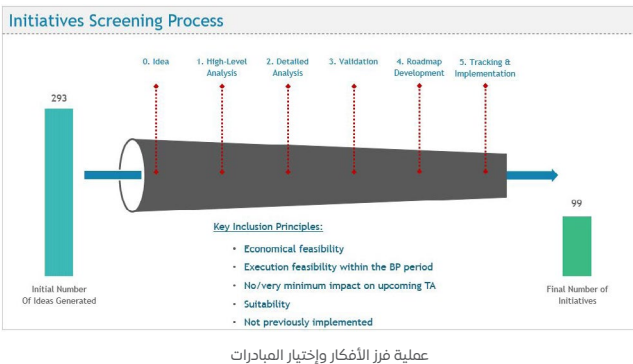 Initiatives Screening Process
0. Idea
1. High-Level
Analysis
2. Detailed
Analysis
3. Validation
4. Roadmap
Development
5. Tracking &
Implementation
293
Initial Number
Of Ideas Generated
Key Inclusion Principles:
• Economical feasibility
• Execution feasibility within the BP period
• No/very minimum impact on upcoming TA
• Suitability
• Not previously implemented
99
Final Number of
Initiatives
عملية فرز الأفكار وإختيار المبادرات